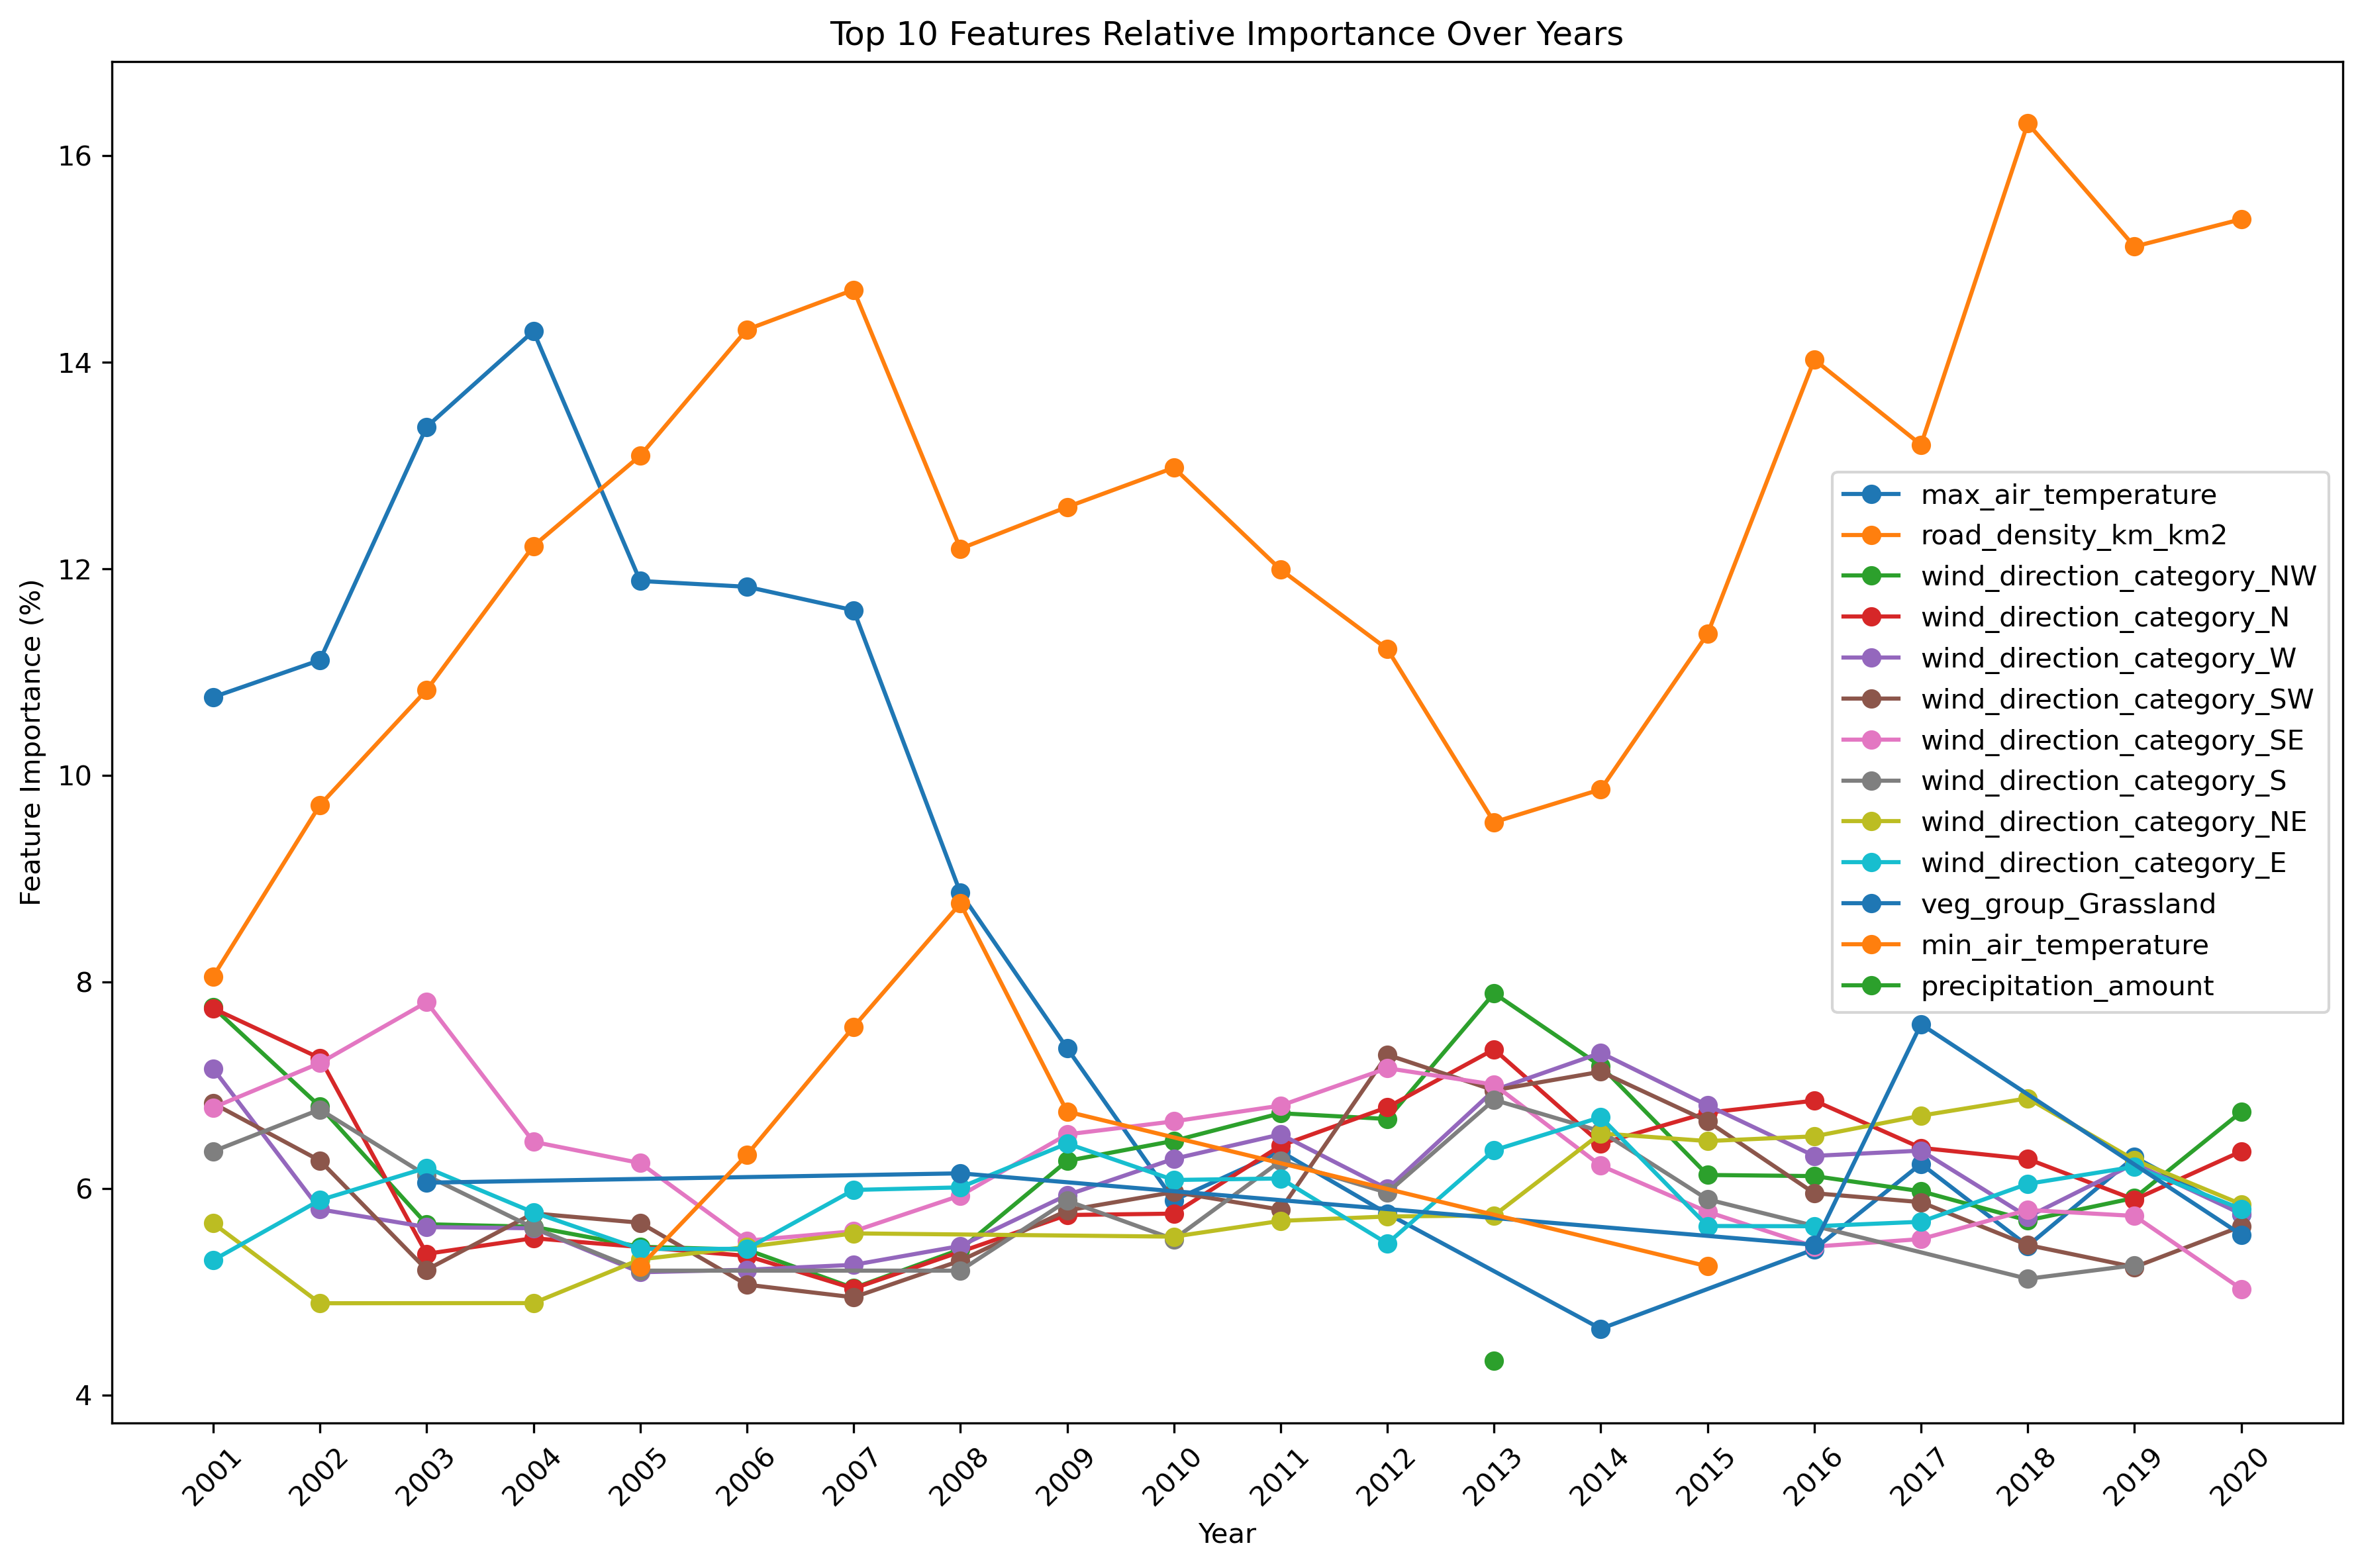 Top 10 Features Relative Importance Over Years
Feature Importance (%)
16
14
12
10
8
6
4
max_air_temperature
road_density_km_km2
wind_direction_category_NW
wind_direction_category_N
wind_direction_category_W
wind_direction_category_SW
wind_direction_category_SE
wind_direction_category_S
wind_direction_category_NE
wind_direction_category_E
veg_group_Grassland
min_air_temperature
precipitation_amount
2001
2002
2003
2004
2005
2006
2007
2008
2009
2010
2011
2012
2013
2014
2015
2016
2017
2018
2019
2020
Year